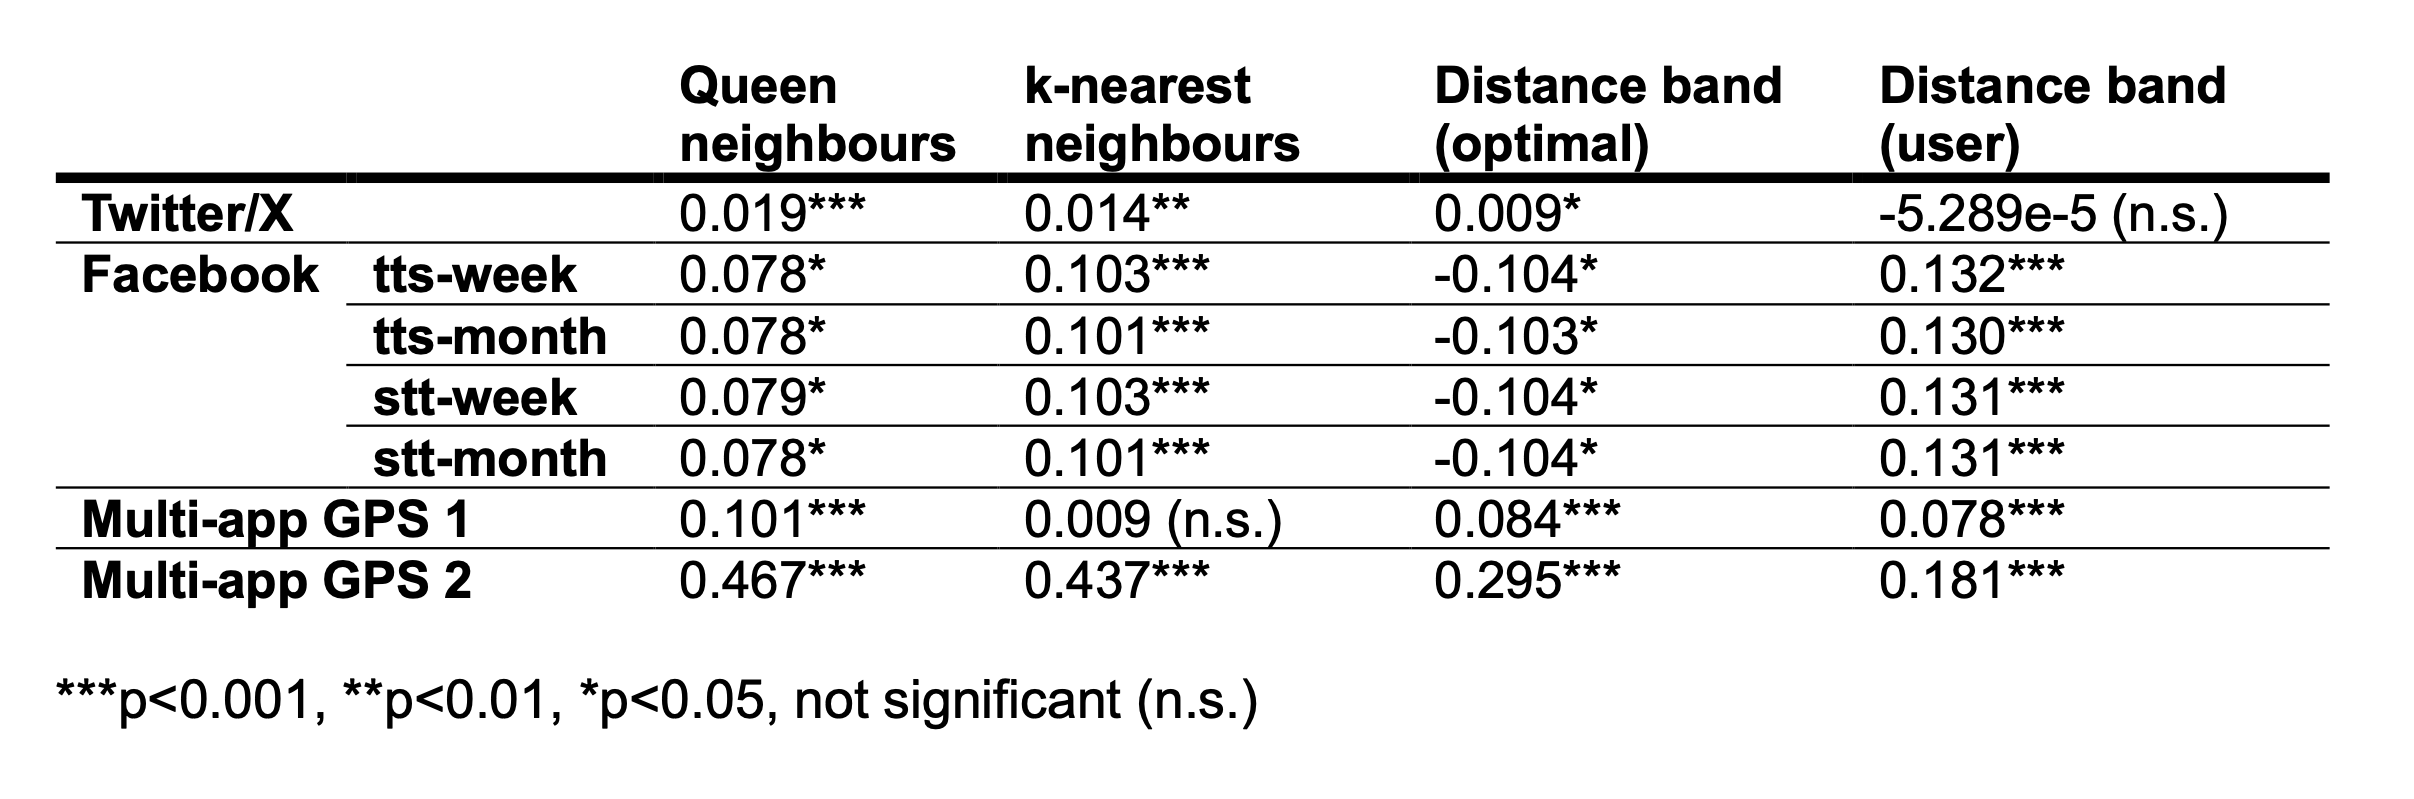 Queen neighbours k-nearest neighbours Distance band (optimal) Distance band (user)
Twitter/X 0.019*** 0.014** 0.009* -5.289e-5 (n.s.)
Facebook tts-week 0.078* 0.103*** -0.104* 0.132***
tts-month 0.078* 0.101*** -0.103* 0.130***
stt-week 0.079* 0.103*** -0.104* 0.131***
stt-month 0.078* 0.101*** -0.104* 0.131***
Multi-app GPS 1 0.101*** 0.009 (n.s.) 0.084*** 0.078***
Multi-app GPS 2 0.467*** 0.437*** 0.295*** 0.181***
***p<0.001, **p<0.01, *p<0.05, not significant (n.s.)